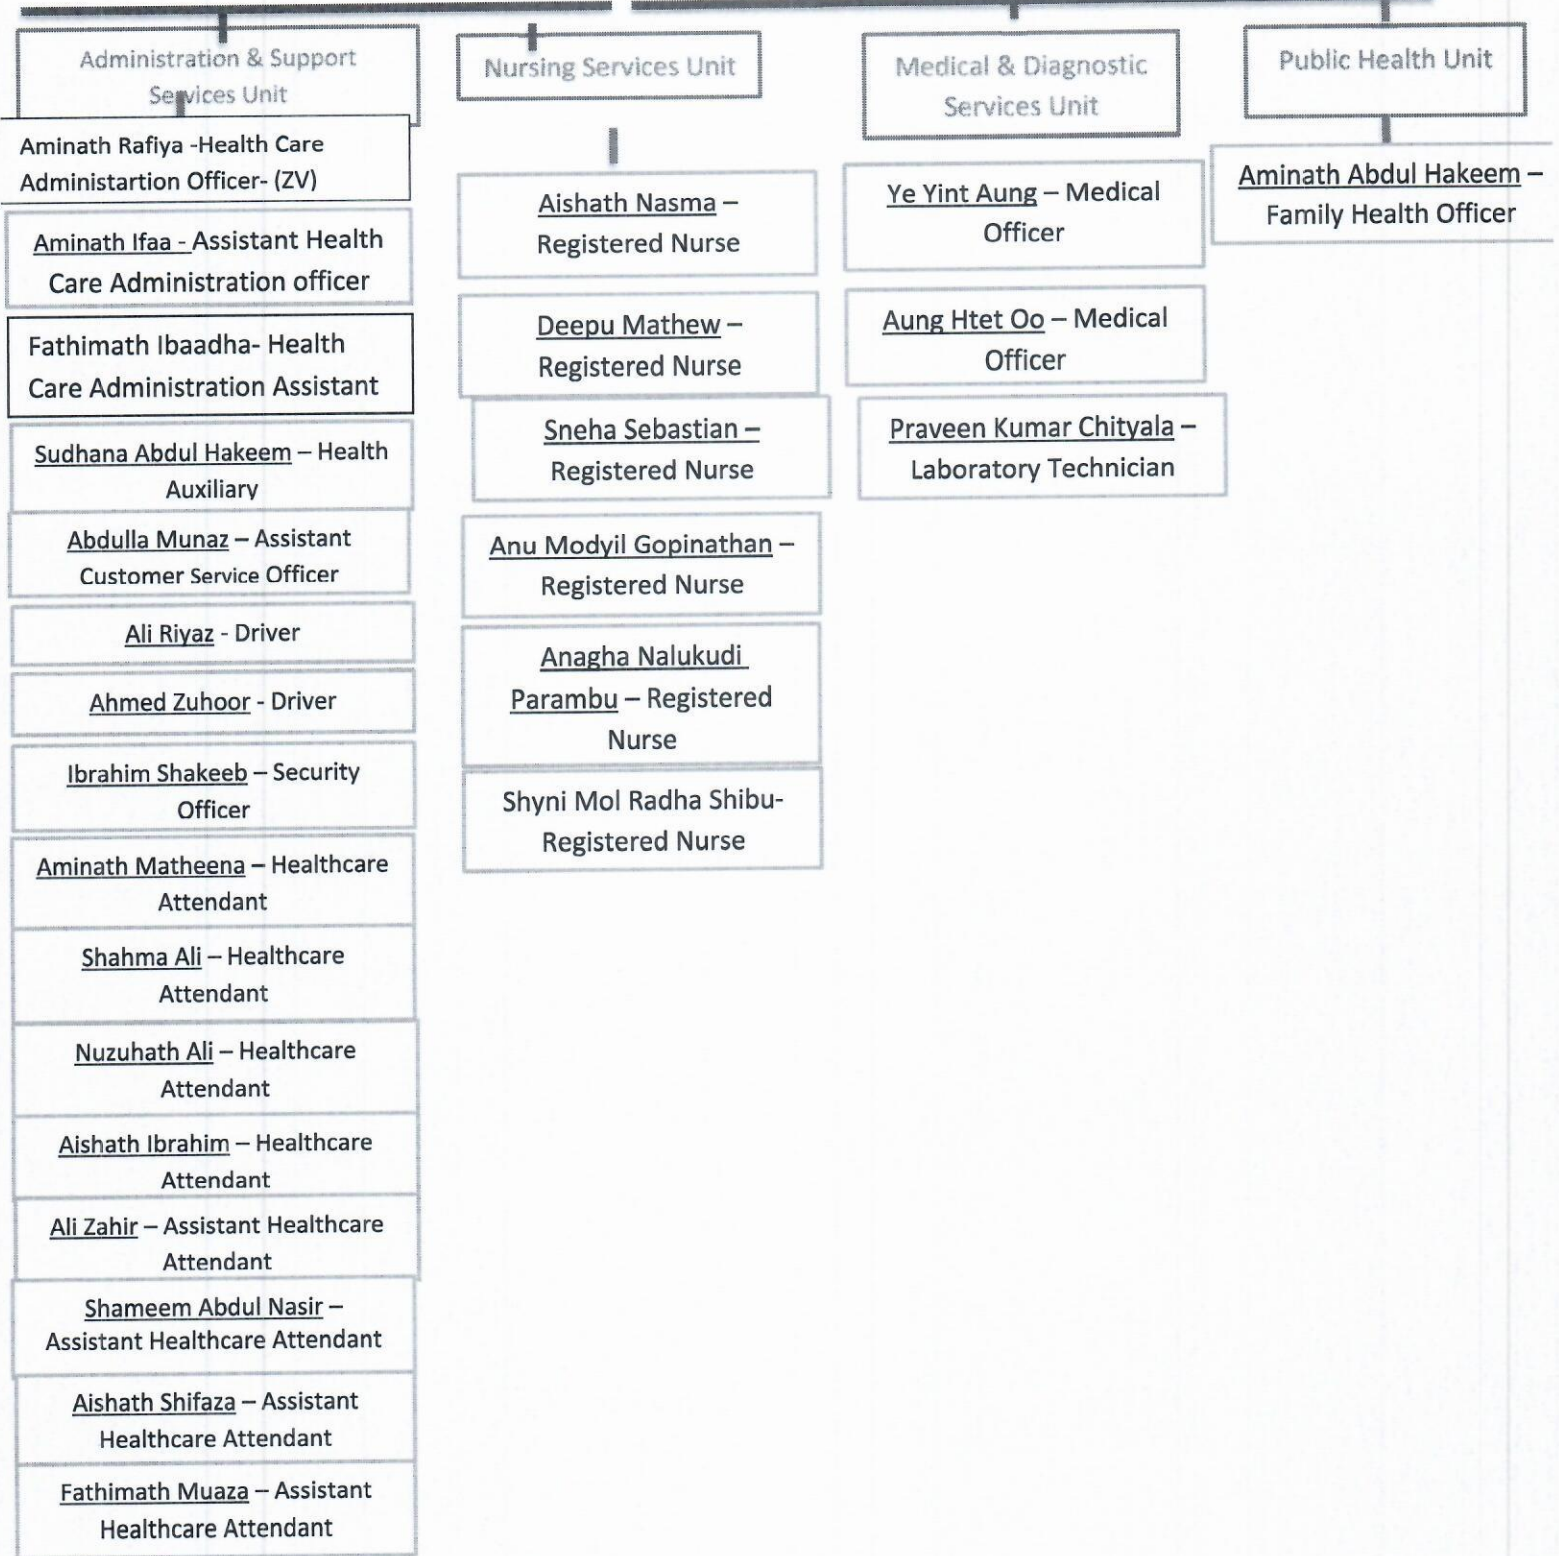 Administration & Support
Services Unit
Aminath Rafiya -Health Care
Administartion Officer- (ZV)
Aminath Ifaa - Assistant Health
Care Administration officer
Fathimath Ibaadha- Health
Care Administration Assistant
Sudhana Abdul Hakeem – Health
Auxiliary
Abdulla Munaz – Assistant
Customer Service Officer
Ali Riyaz - Driver
Ahmed Zuhoor - Driver
Ibrahim Shakeeb – Security
Officer
Aminath Matheena – Healthcare
Attendant
Shahma Ali – Healthcare
Attendant
Nuzuhath Ali – Healthcare
Attendant
Aishath Ibrahim – Healthcare
Attendant
Ali Zahir – Assistant Healthcare
Attendant
Shameem Abdul Nasir –
Assistant Healthcare Attendant
Aishath Shifaza – Assistant
Healthcare Attendant
Fathimath Muaza – Assistant
Healthcare Attendant
Nursing Services Unit
Aishath Nasma –
Registered Nurse
Deepu Mathew –
Registered Nurse
Sneha Sebastian –
Registered Nurse
Anu Modyil Gopinathan –
Registered Nurse
Anagha Nalukudi
Parambu – Registered
Nurse
Shyni Mol Radha Shibu-
Registered Nurse
Medical & Diagnostic
Services Unit
Ye Yint Aung – Medical
Officer
Aung Htet Oo – Medical
Officer
Praveen Kumar Chityala –
Laboratory Technician
Public Health Unit
Aminath Abdul Hakeem –
Family Health Officer